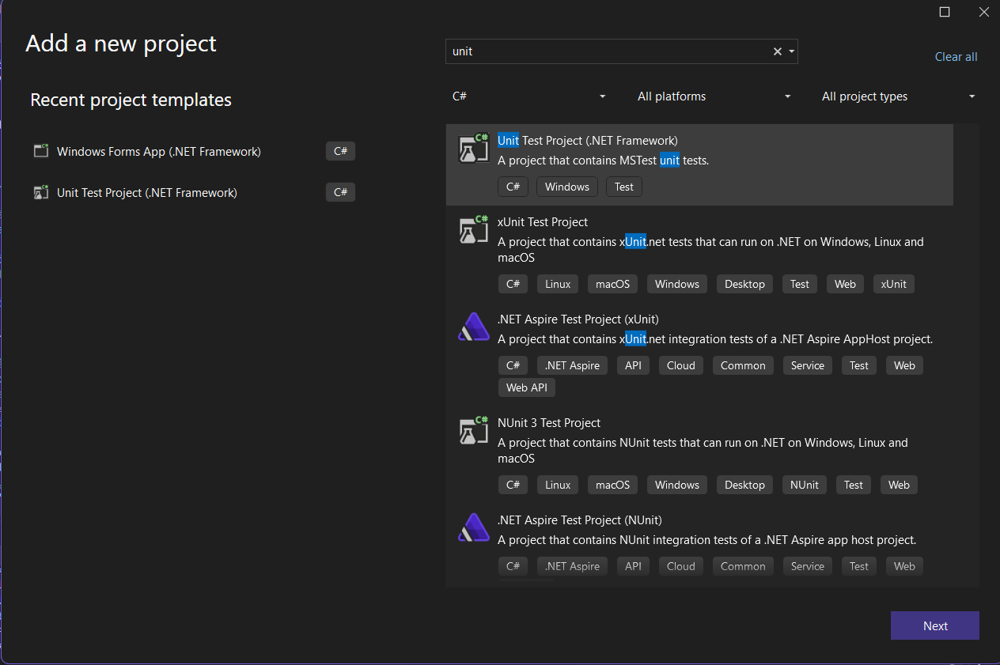 Add a new project
unit
Clear all
Recent project templates
C#
All platforms
All project types
Windows Forms App (.NET Framework)
C#
Unit Test Project (.NET Framework)
C#
Unit Test Project (.NET Framework)
A project that contains MSTest unit tests.
C# Windows Test
xUnit Test Project
A project that contains xUnit.net tests that can run on .NET on Windows, Linux and
macOS
C# Linux macOS Windows Desktop Test Web xUnit
.NET Aspire Test Project (xUnit)
A project that contains xUnit.net integration tests of a .NET Aspire AppHost project.
C# .NET Aspire API Cloud Common Service Test Web
Web API
NUnit 3 Test Project
A project that contains NUnit tests that can run on .NET on Windows, Linux and
macOS
C# Linux macOS Windows Desktop NUnit Test Web
.NET Aspire Test Project (NUnit)
A project that contains NUnit integration tests of a .NET Aspire app host project.
C# .NET Aspire API Cloud Common Service Test Web
Next